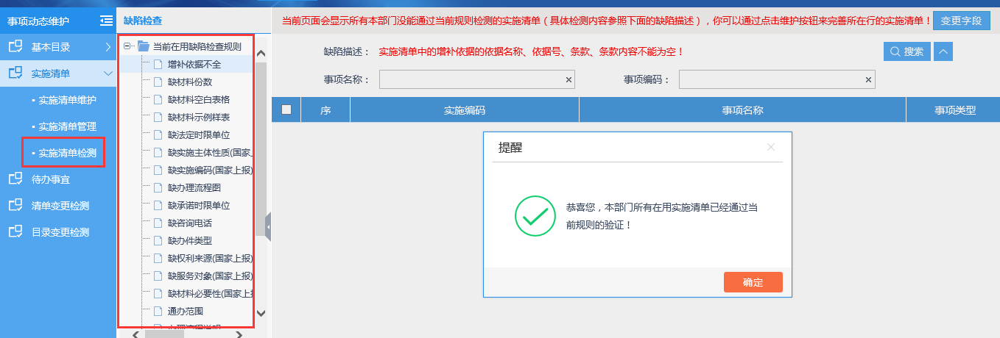 事项动态维护
基本目录
实施清单
实施清单维护
实施清单管理
实施清单检测
待办事宜
清单变更检测
目录变更检测
缺陷检查
当前在用缺陷检查规则
增补依据不全
缺材料份数
缺材料空白表格
缺材料示例样表
缺法定时限单位
缺实施主体性质(国家上
缺实施编码(国家上报)
缺办理流程图
缺承诺时限单位
缺咨询电话
缺办件类型
缺权利来源(国家上报)
缺服务对象(国家上报)
缺材料必要性(国家上
通办范围
当前页面会显示所有本部门没能通过当前规则检测的实施清单（具体检测内容参照下面的缺陷描述），你可以通过点击维护按钮来完善所在行的实施清单！ 变更字段
缺陷描述： 实施清单中的增补依据的依据名称、依据号、条款、条款内容不能为空！ 搜索
事项名称： 事项编码：
序 实施编码 事项名称 事项类型
提醒
恭喜您，本部门所有在用实施清单已经通过当
前规则的验证！
确定